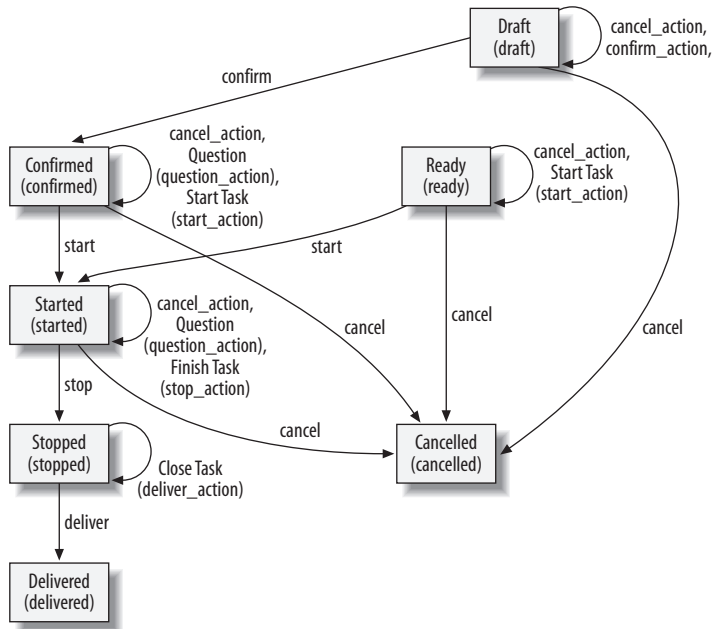 Draft
(draft)
cancel_action,
confirm_action,
confirm
Confirmed
(confirmed)
cancel_action,
Question
(question_action),
Start Task
(start_action)
Ready
(ready)
cancel_action,
Start Task
(start_action)
start
start
Started
(started)
cancel_action,
Question
(question_action),
Finish Task
(stop_action)
cancel
cancel
cancel
stop
cancel
Stopped
(stopped)
Close Task
(deliver_action)
Cancelled
(cancelled)
deliver
Delivered
(delivered)